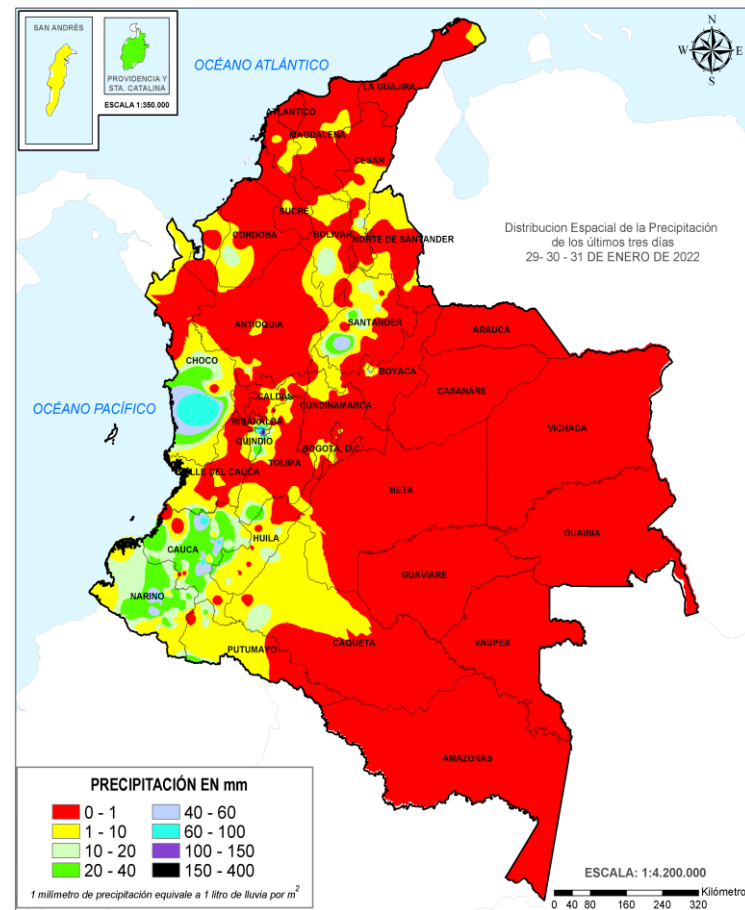 SAN ANDRÉS
PROVIDENCIA Y
STA. CATALINA
ESCALA 1:350.000
OCÉANO ATLÁNTICO
N
W
E
S
LA GUAJIRA
ATLANTICO
MAGDALENA
CESAR
SUCRE
CORDOBA
BOLIVAR
NORTE DE SANTANDER
Distribucion Espacial de la Precipitación
de los últimos tres días
29- 30 - 31 DE ENERO DE 2022
ANTIOQUIA
SANTANDER
ARAUCA
CHOCO
BOYACA
CASANARE
OCÉANO PACÍFICO
CALDAS
CUNDINAMARCA
RISARALDA
VICHADA
QUINDIO
BOGOTA, D.C.
TOLIMA
VALLE DEL CAUCA
META
GUAINIA
HUILA
CAUCA
GUAVIARE
NARINO
PUTUMAYO
CAQUETA
VAUPES
AMAZONAS
PRECIPITACIÓN EN mm
0 - 1
40 - 60
1 - 10
60 - 100
10 - 20
100 - 150
20 - 40
150 - 400
1 milímetro de precipitación equivale a 1 litro de lluvia por m²
ESCALA: 1:4.200.000
Kilómetro
0 40 80 160 240 320